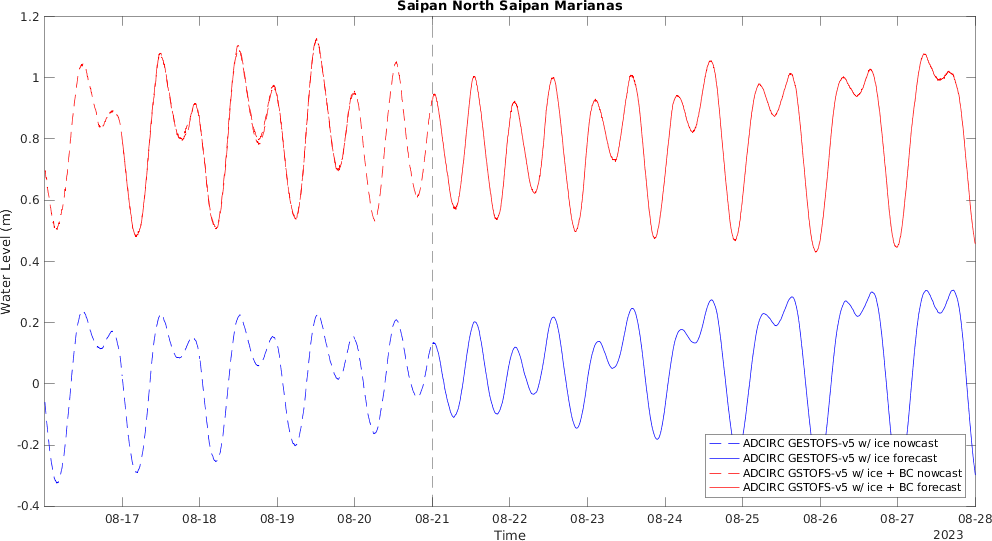 Saipan North Saipan Marianas
1.2
1
0.8
0.6
0.4
0.2
0
-0.2
-0.4
Water Level (m)
ADCIRC GESTOFS-v5 w/ ice nowcast
ADCIRC GESTOFS-v5 w/ ice forecast
ADCIRC GSTOFS-v5 w/ ice + BC nowcast
ADCIRC GSTOFS-v5 w/ ice + BC forecast
08-17 08-18 08-19 08-20 08-21 08-22 08-23 08-24 08-25 08-26 08-27 08-28
Time
2023